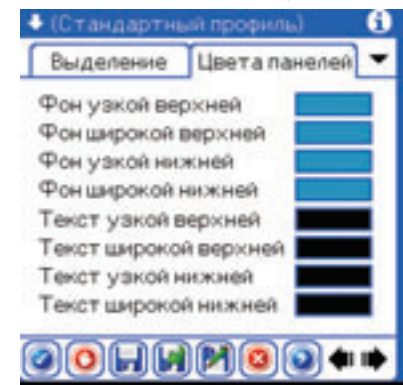 (Стандартный профиль)
Выделение Цвета панелей
Фон узкой верхней
Фон широкой верхней
Фон узкой нижней
Фон широкой нижней
Текст узкой верхней
Текст широкой верхней
Текст узкой нижней
Текст широкой нижней